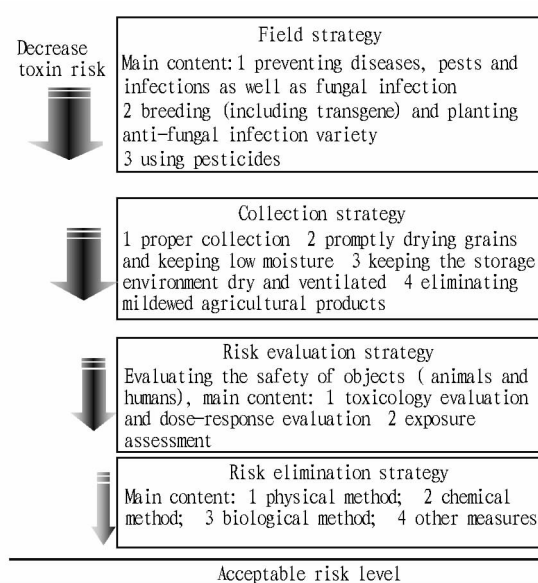 Decrease
toxin risk
Field strategy
Main content: 1 preventing diseases, pests and
infections as well as fungal infection
2 breeding (including transgene) and planting
anti-fungal infection variety
3 using pesticides
Collection strategy
1 proper collection 2 promptly drying grains
and keeping low moisture 3 keeping the storage
environment dry and ventilated 4 eliminating
mildewed agricultural products
Risk evaluation strategy
Evaluating the safety of objects ( animals and
humans), main content: 1 toxicology evaluation
and dose-response evaluation 2 exposure
assessment
Risk elimination strategy
Main content: 1 physical method; 2 chemical
method; 3 biological method; 4 other measures
Acceptable risk level